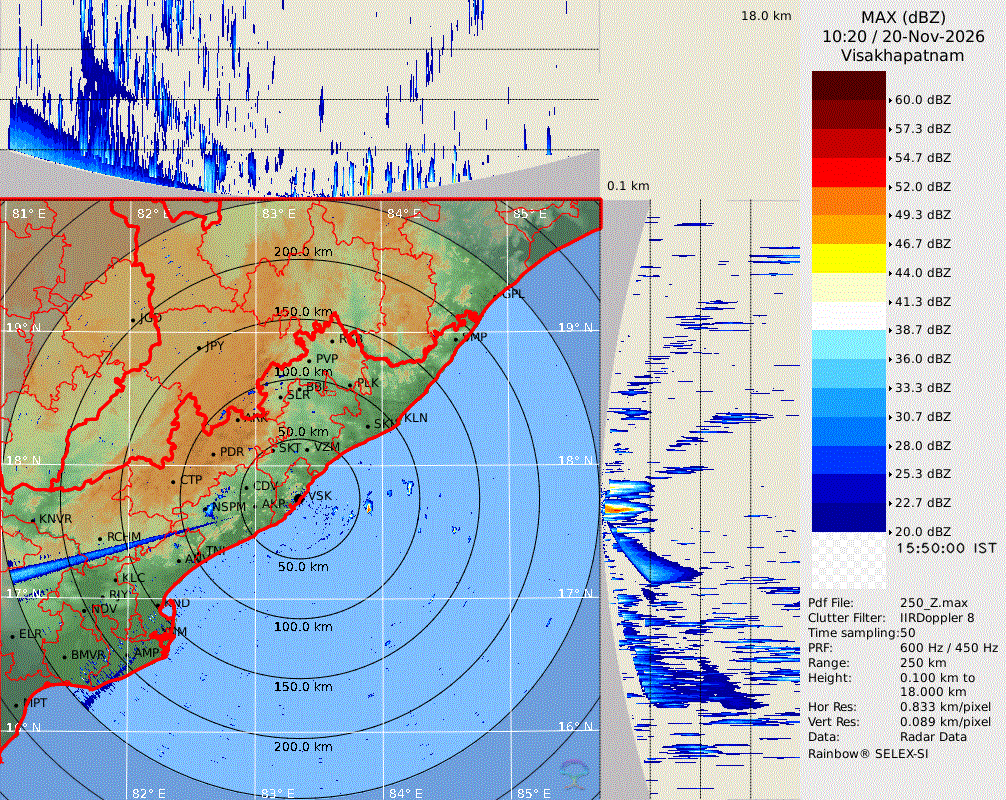 18.0 km
MAX (dBZ)
10:20 / 20-Nov-2026
Visakhapatnam
60.0 dBZ
57.3 dBZ
54.7 dBZ
52.0 dBZ
49.3 dBZ
46.7 dBZ
44.0 dBZ
41.3 dBZ
38.7 dBZ
36.0 dBZ
33.3 dBZ
30.7 dBZ
28.0 dBZ
25.3 dBZ
22.7 dBZ
20.0 dBZ
15:50:00 IST
0.1 km
81° E 82° E 83° E 84° E 85° E
200.0 km
GPL
150.0 km
JGD
19° N 19° N
SMP
JPY
PVP
100.0 km
BBL PLK
SLR
KLN
50.0 km
PDR SKT VZM
18° N 18° N
CTP
CDV
VSK
NSPM AKP
KNVR
RCHM
TNI
50.0 km
KLC
17° N 17° N
RJY
KND
NDV
100.0 km
ELR
BMVR AMP
150.0 km
MPT
16° N 16° N
200.0 km
82° E 83° E 84° E 85° E
Pdf File: 250_Z.max
Clutter Filter: IIRDoppler 8
Time sampling:50
PRF: 600 Hz / 450 Hz
Range: 250 km
Height: 0.100 km to
18.000 km
Hor Res: 0.833 km/pixel
Vert Res: 0.089 km/pixel
Data: Radar Data
Rainbow® SELEX-SI